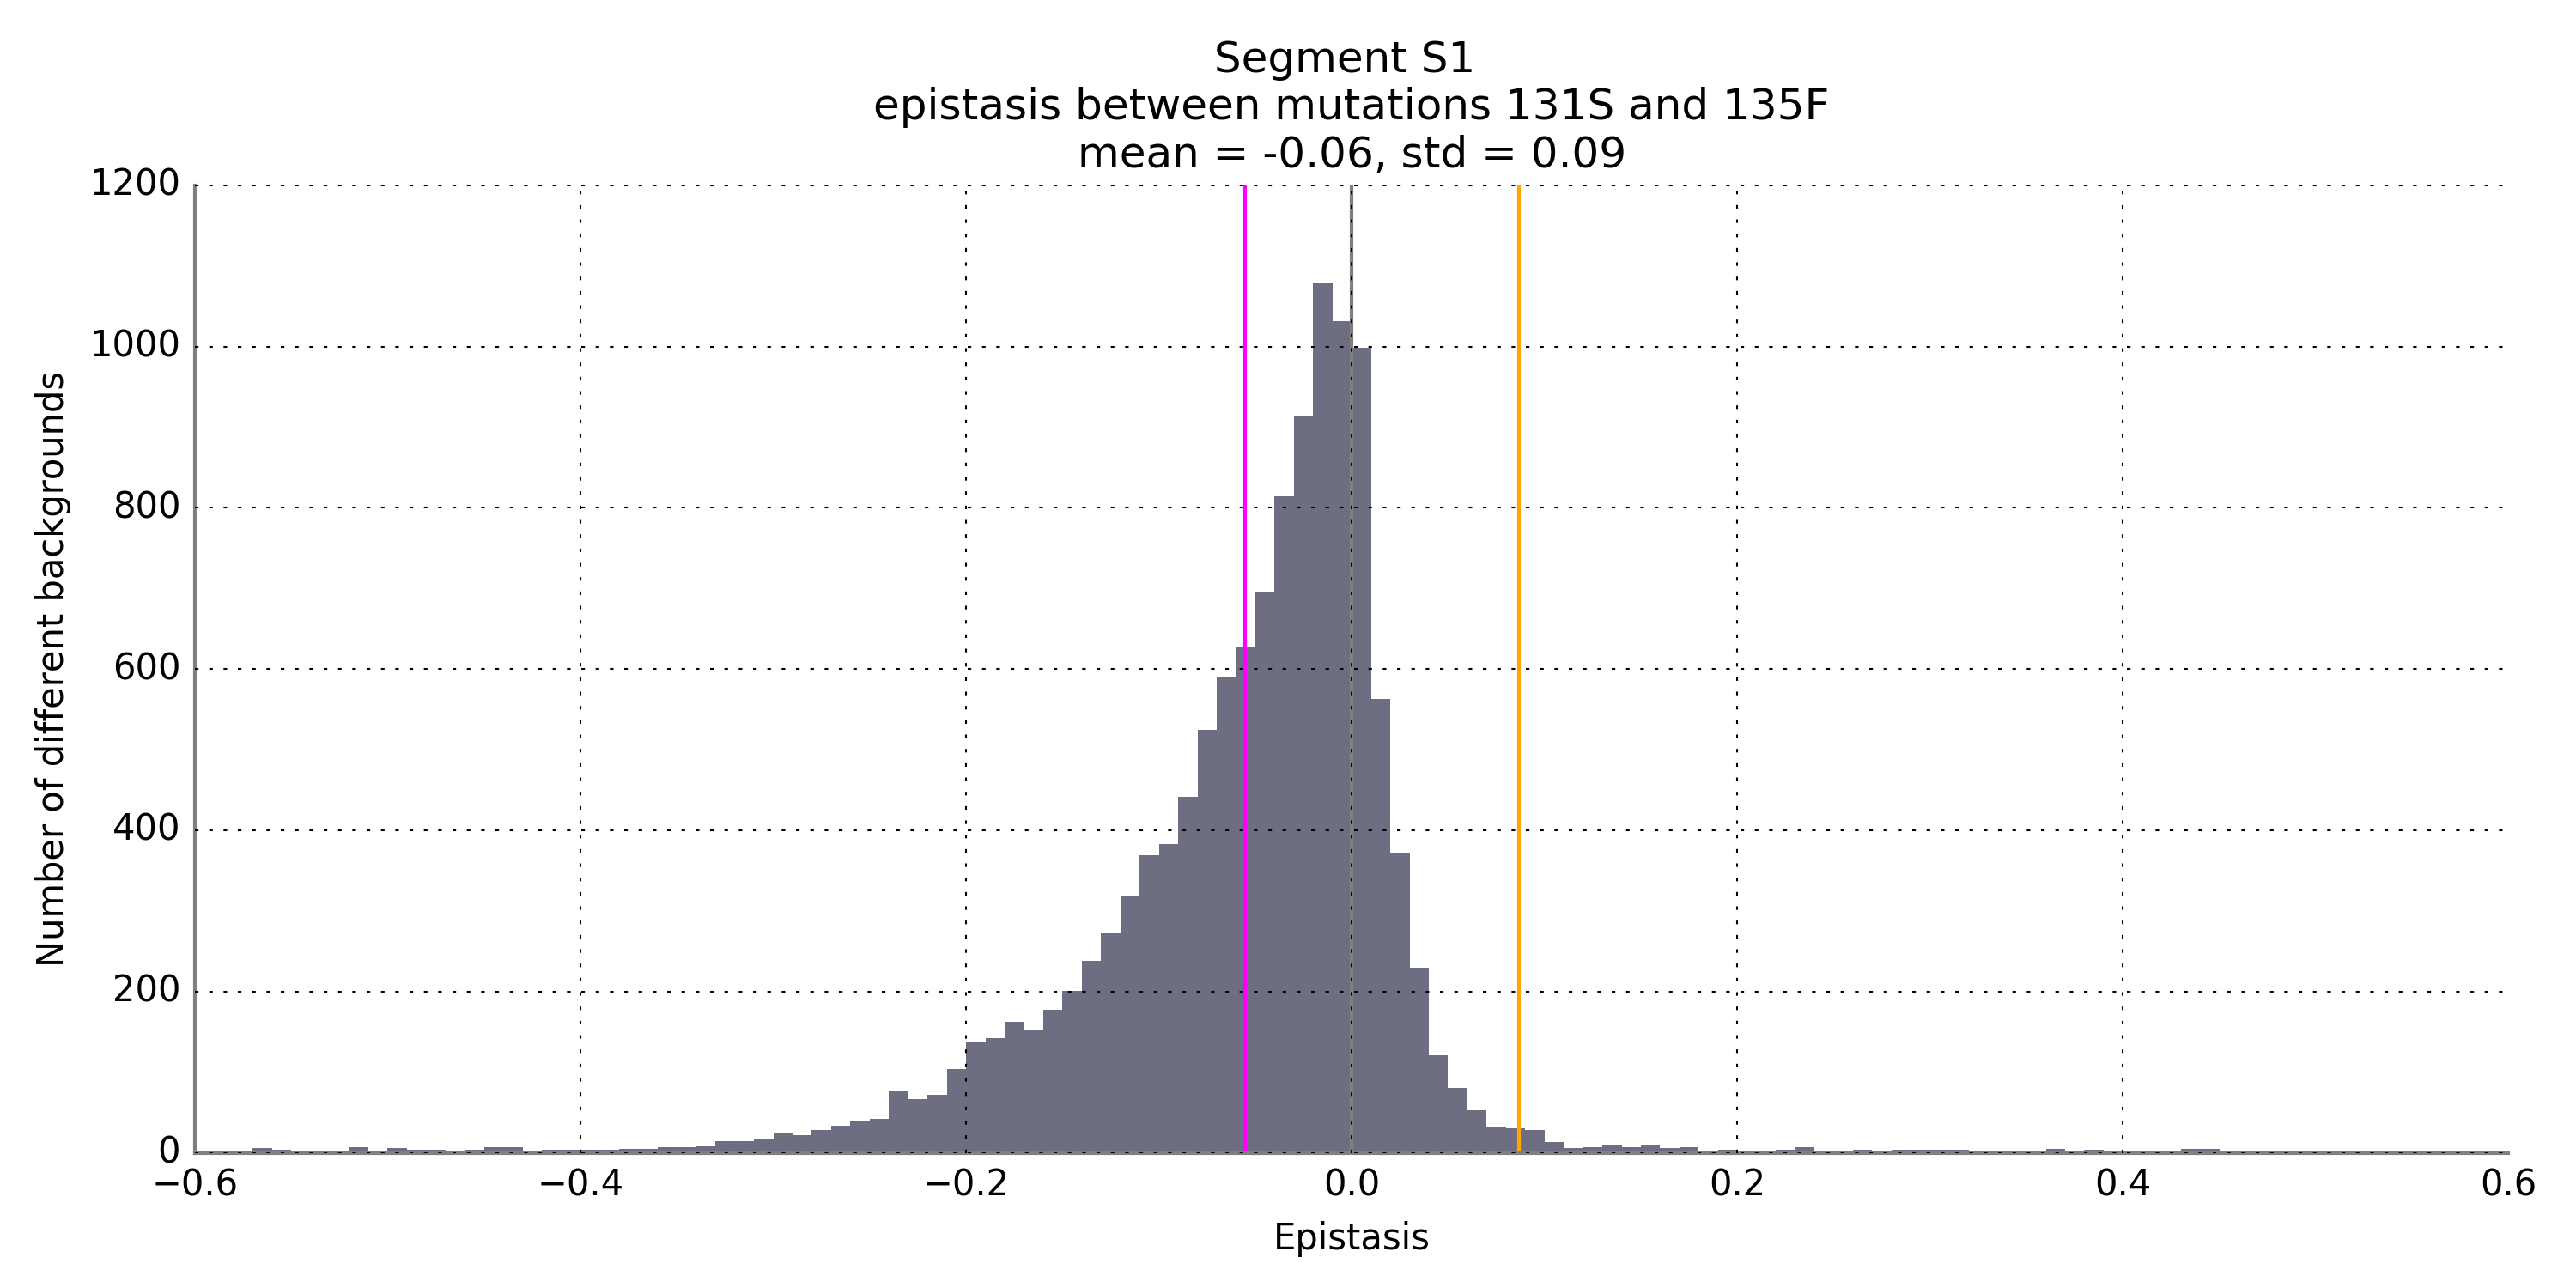 Segment S1
epistasis between mutations 131S and 135F
mean = -0.06, std = 0.09
1200
1000
800
600
400
200
0
Number of different backgrounds
−0.6 −0.4 −0.2 0.0 0.2 0.4 0.6
Epistasis